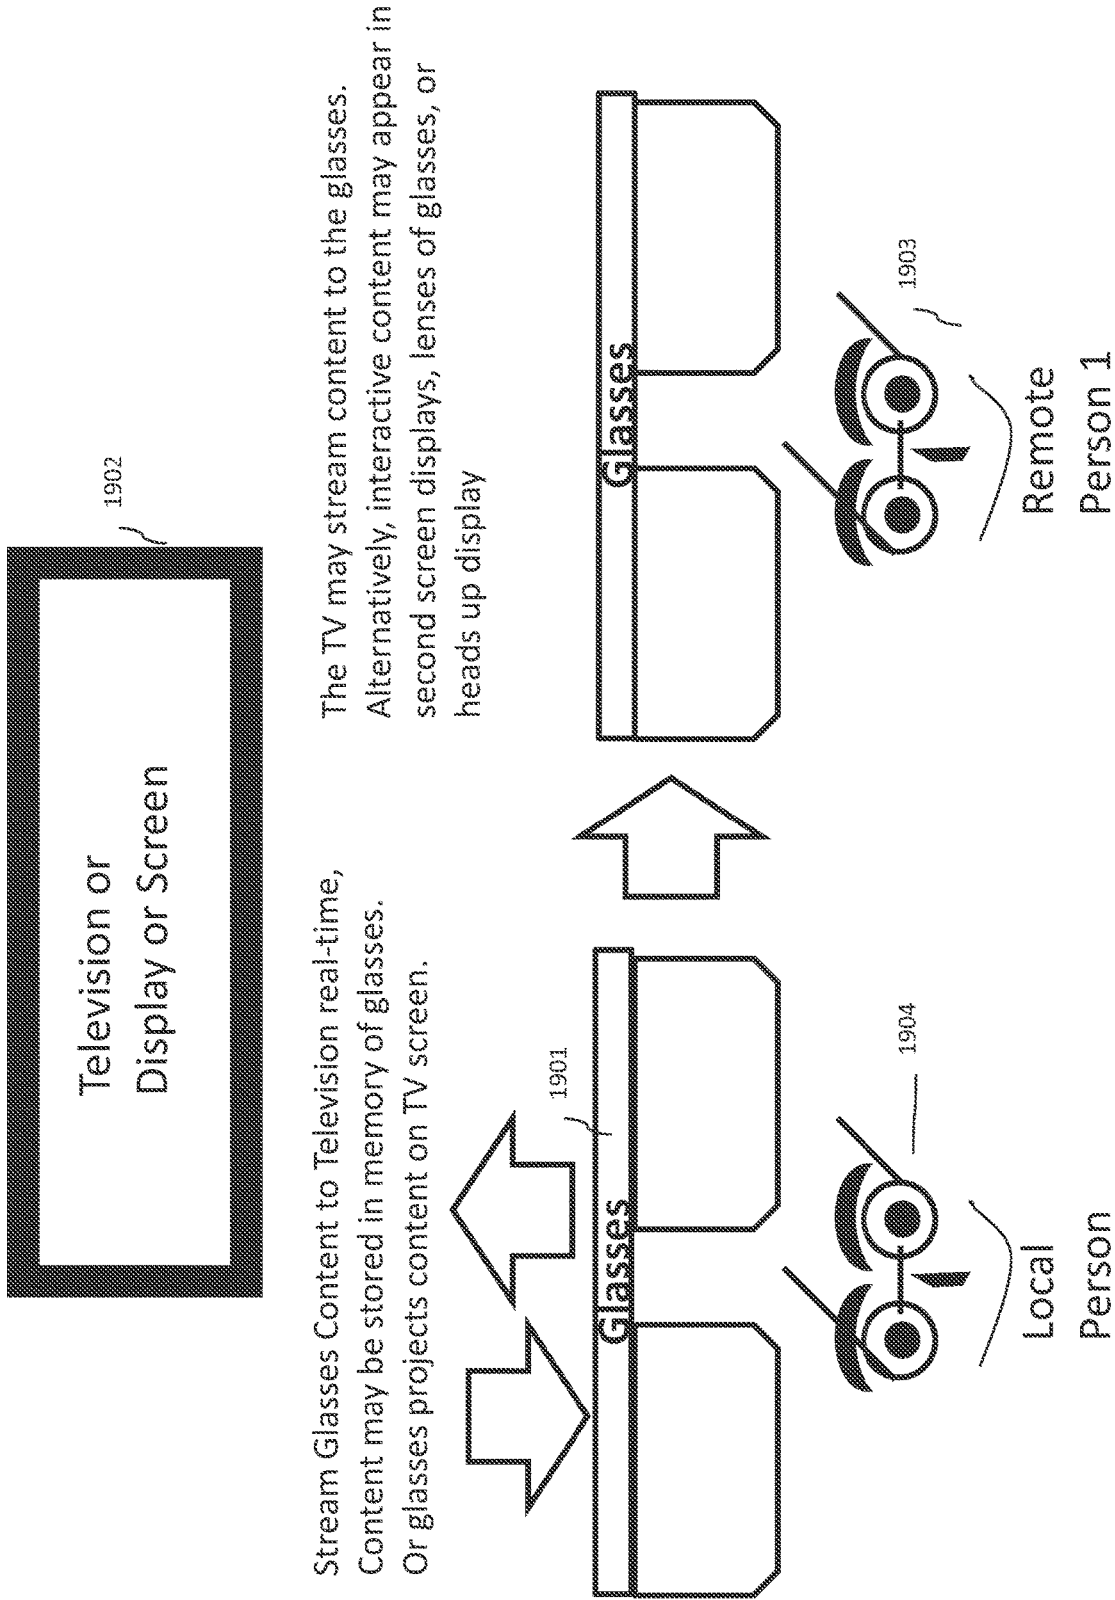 1902
Television or
Display or Screen
Stream Glasses Content to Television real-time,
Content may be stored in memory of glasses.
Or glasses projects content on TV screen.
The TV may stream content to the glasses.
Alternatively, interactive content may appear in
second screen displays, lenses of glasses, or
heads up display
1901
Glasses
Glasses
1904
1903
Local
Person
Remote
Person 1